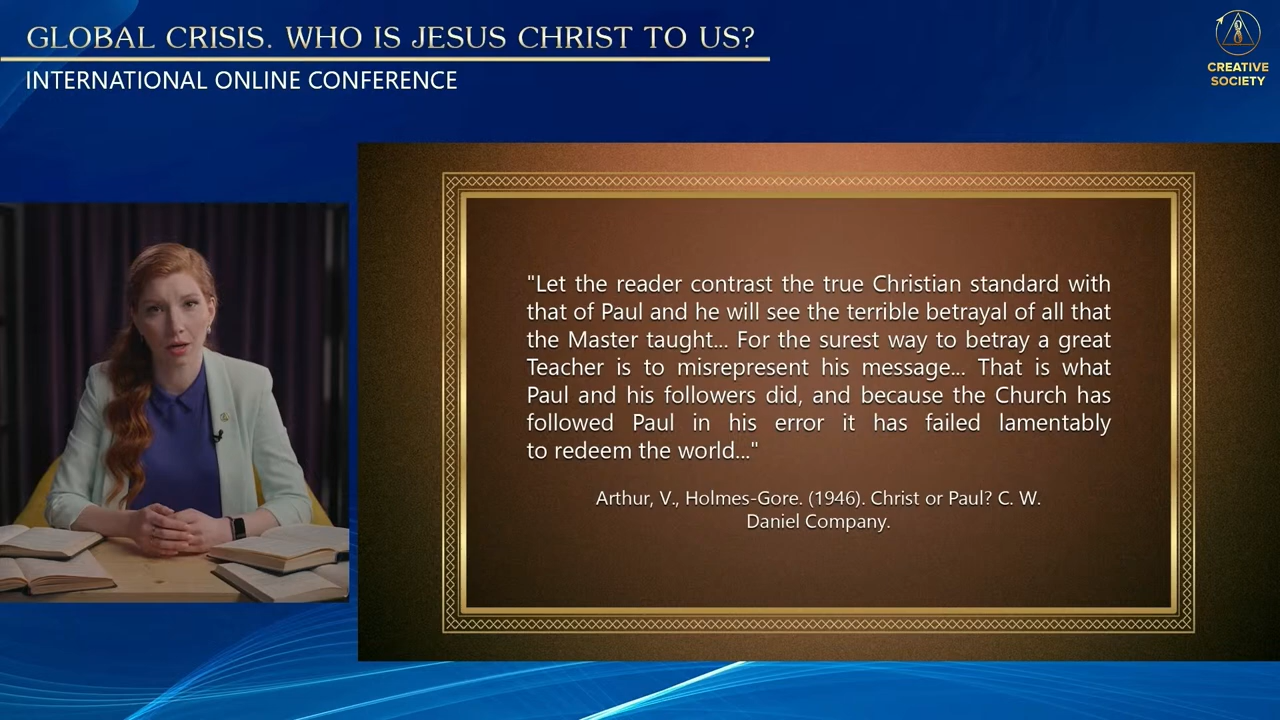 GLOBAL CRISIS. WHO IS JESUS CHRIST TO US?
INTERNATIONAL ONLINE CONFERENCE
CREATIVE
SOCIETY
"Let the reader contrast the true Christian standard with
that of Paul and he will see the terrible betrayal of all that
the Master taught... For the surest way to betray a great
Teacher is to misrepresent his message... That is what
Paul and his followers did, and because the Church has
followed Paul in his error it has failed lamentably
to redeem the world..."
Arthur, V., Holmes-Gore. (1946). Christ or Paul? C. W.
Daniel Company.